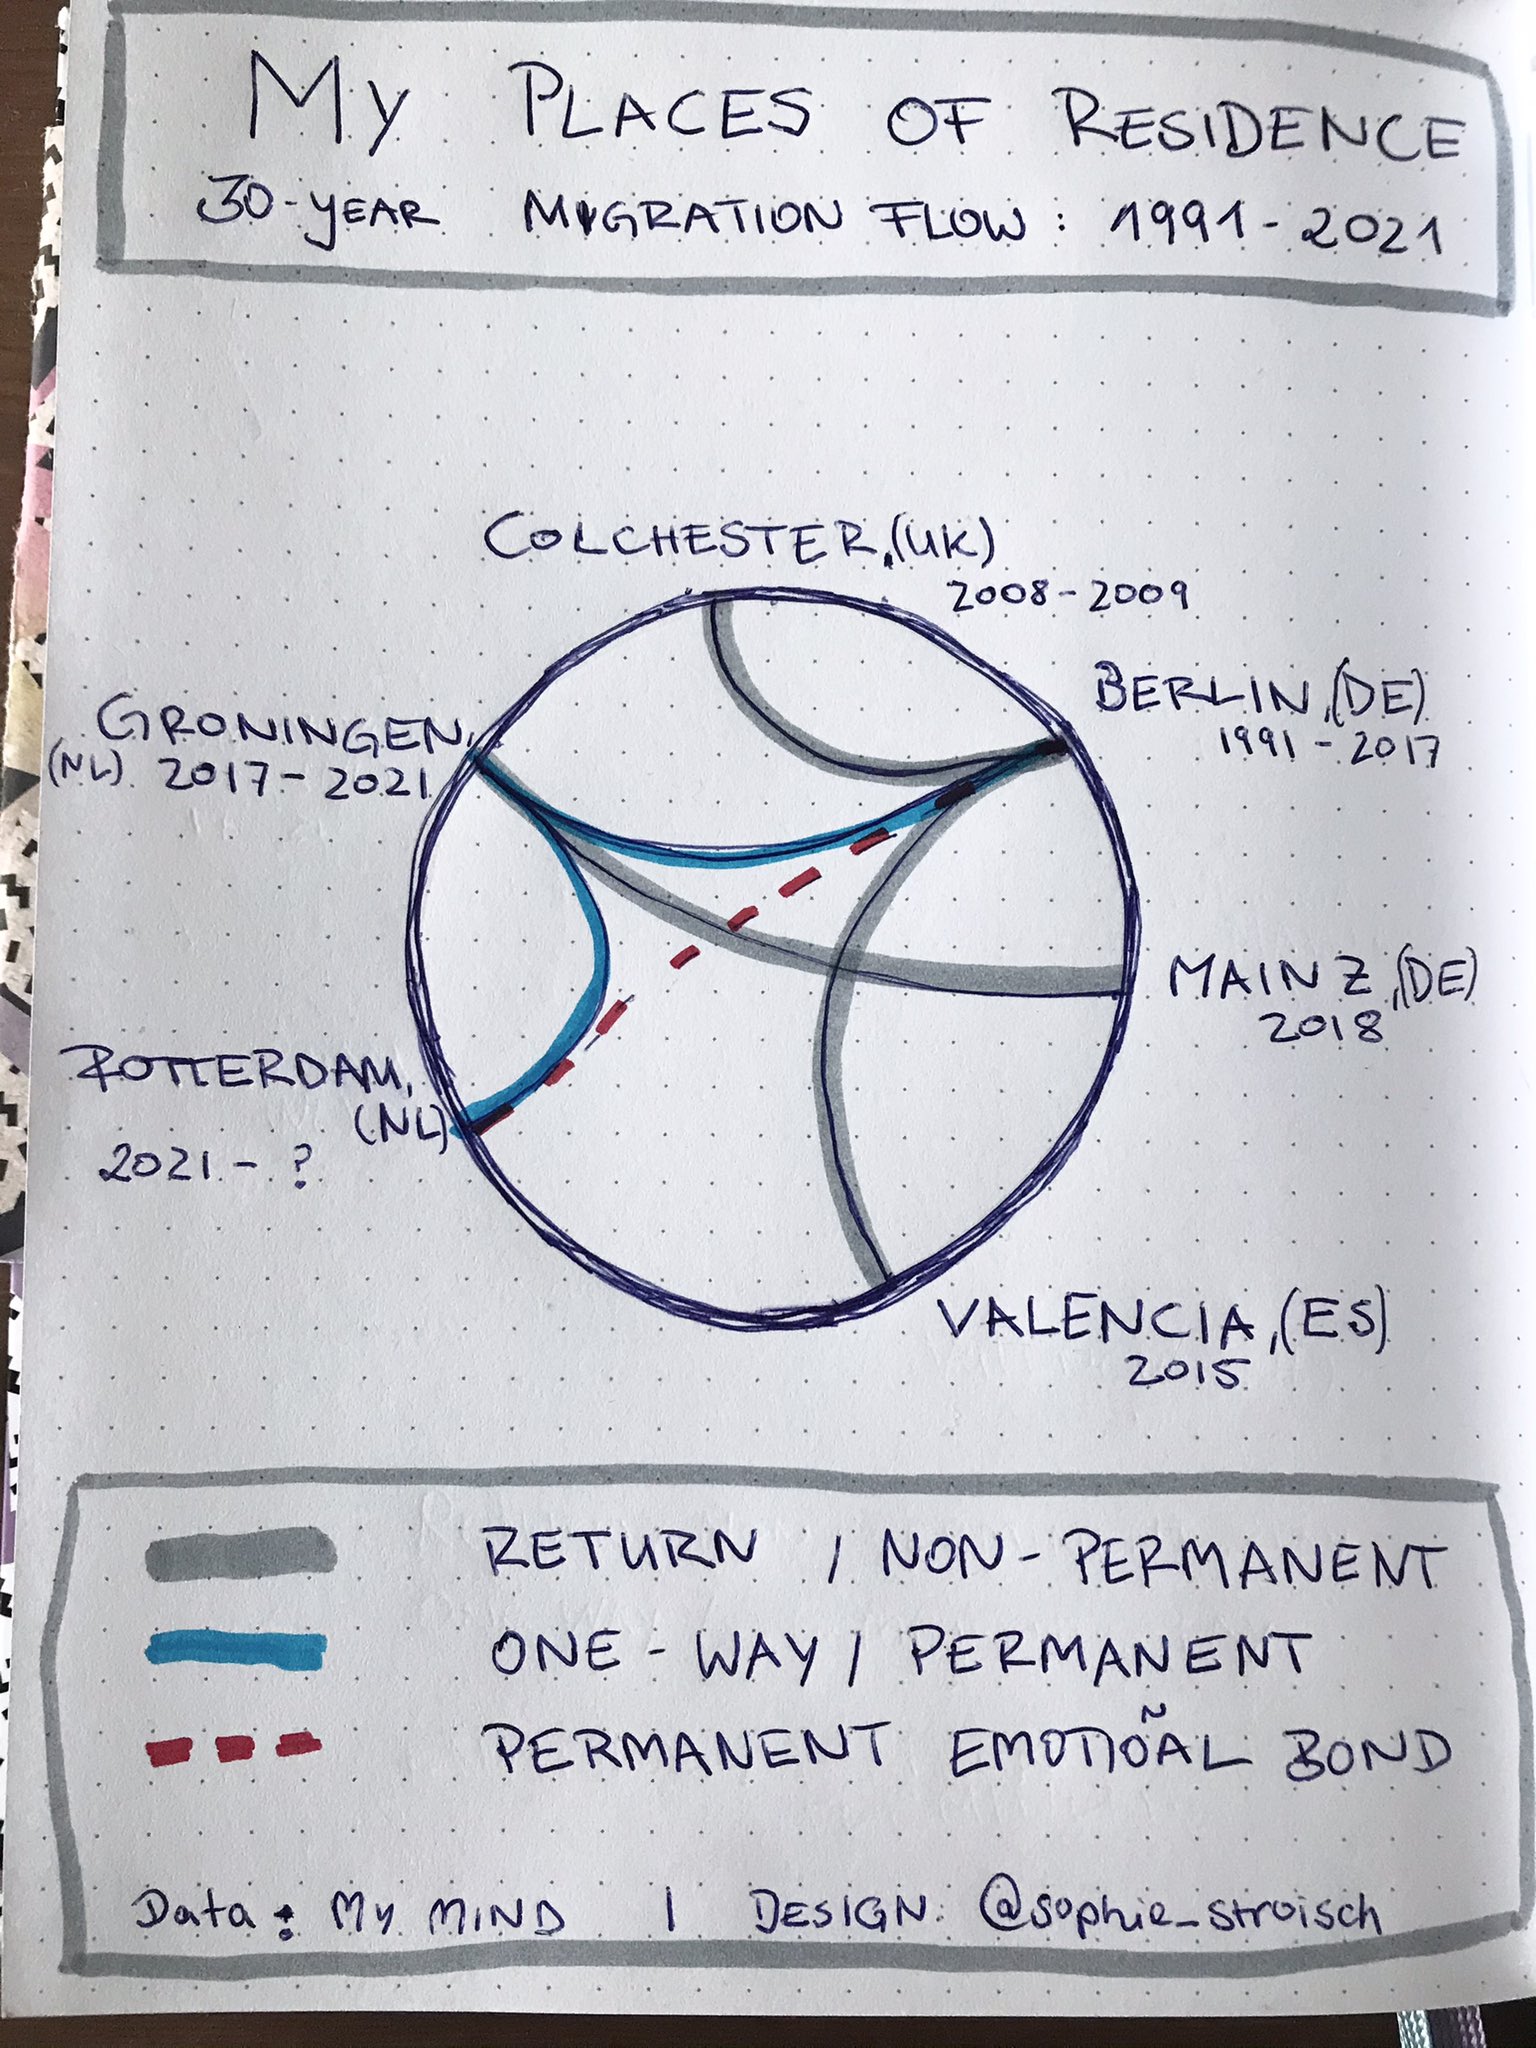 My PLACES OF RESIDENCE
30-YEAR MIGRATION FLOW: 1991-2021
COLCHESTER, (UK)
2008-2009
BERLIN, (DE)
1991-2017
GRONINGEN,
(NL) 2017-2021
MAINZ, (DE)
2018
ROTTERDAM,
(NL)
2021-?
VALENCIA, (ES)
2015
RETURN / NON-PERMANENT
ONE-WAY / PERMANENT
PERMANENT EMOTIOÑAL BOND
Data: My MIND | DESIGN: @sophie_stroisch